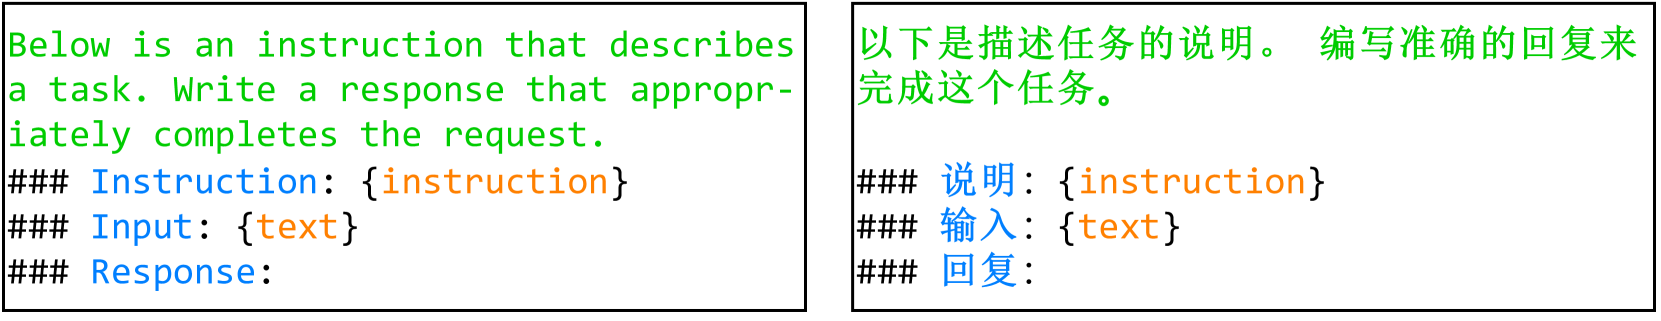 Below is an instruction that describes
a task. Write a response that appropr-
iately completes the request.
### Instruction: {instruction}
### Input: {text}
### Response:
以下是描述任务的说明。 编写准确的回复来
完成这个任务。
### 说明: {instruction}
### 输入: {text}
### 回复: